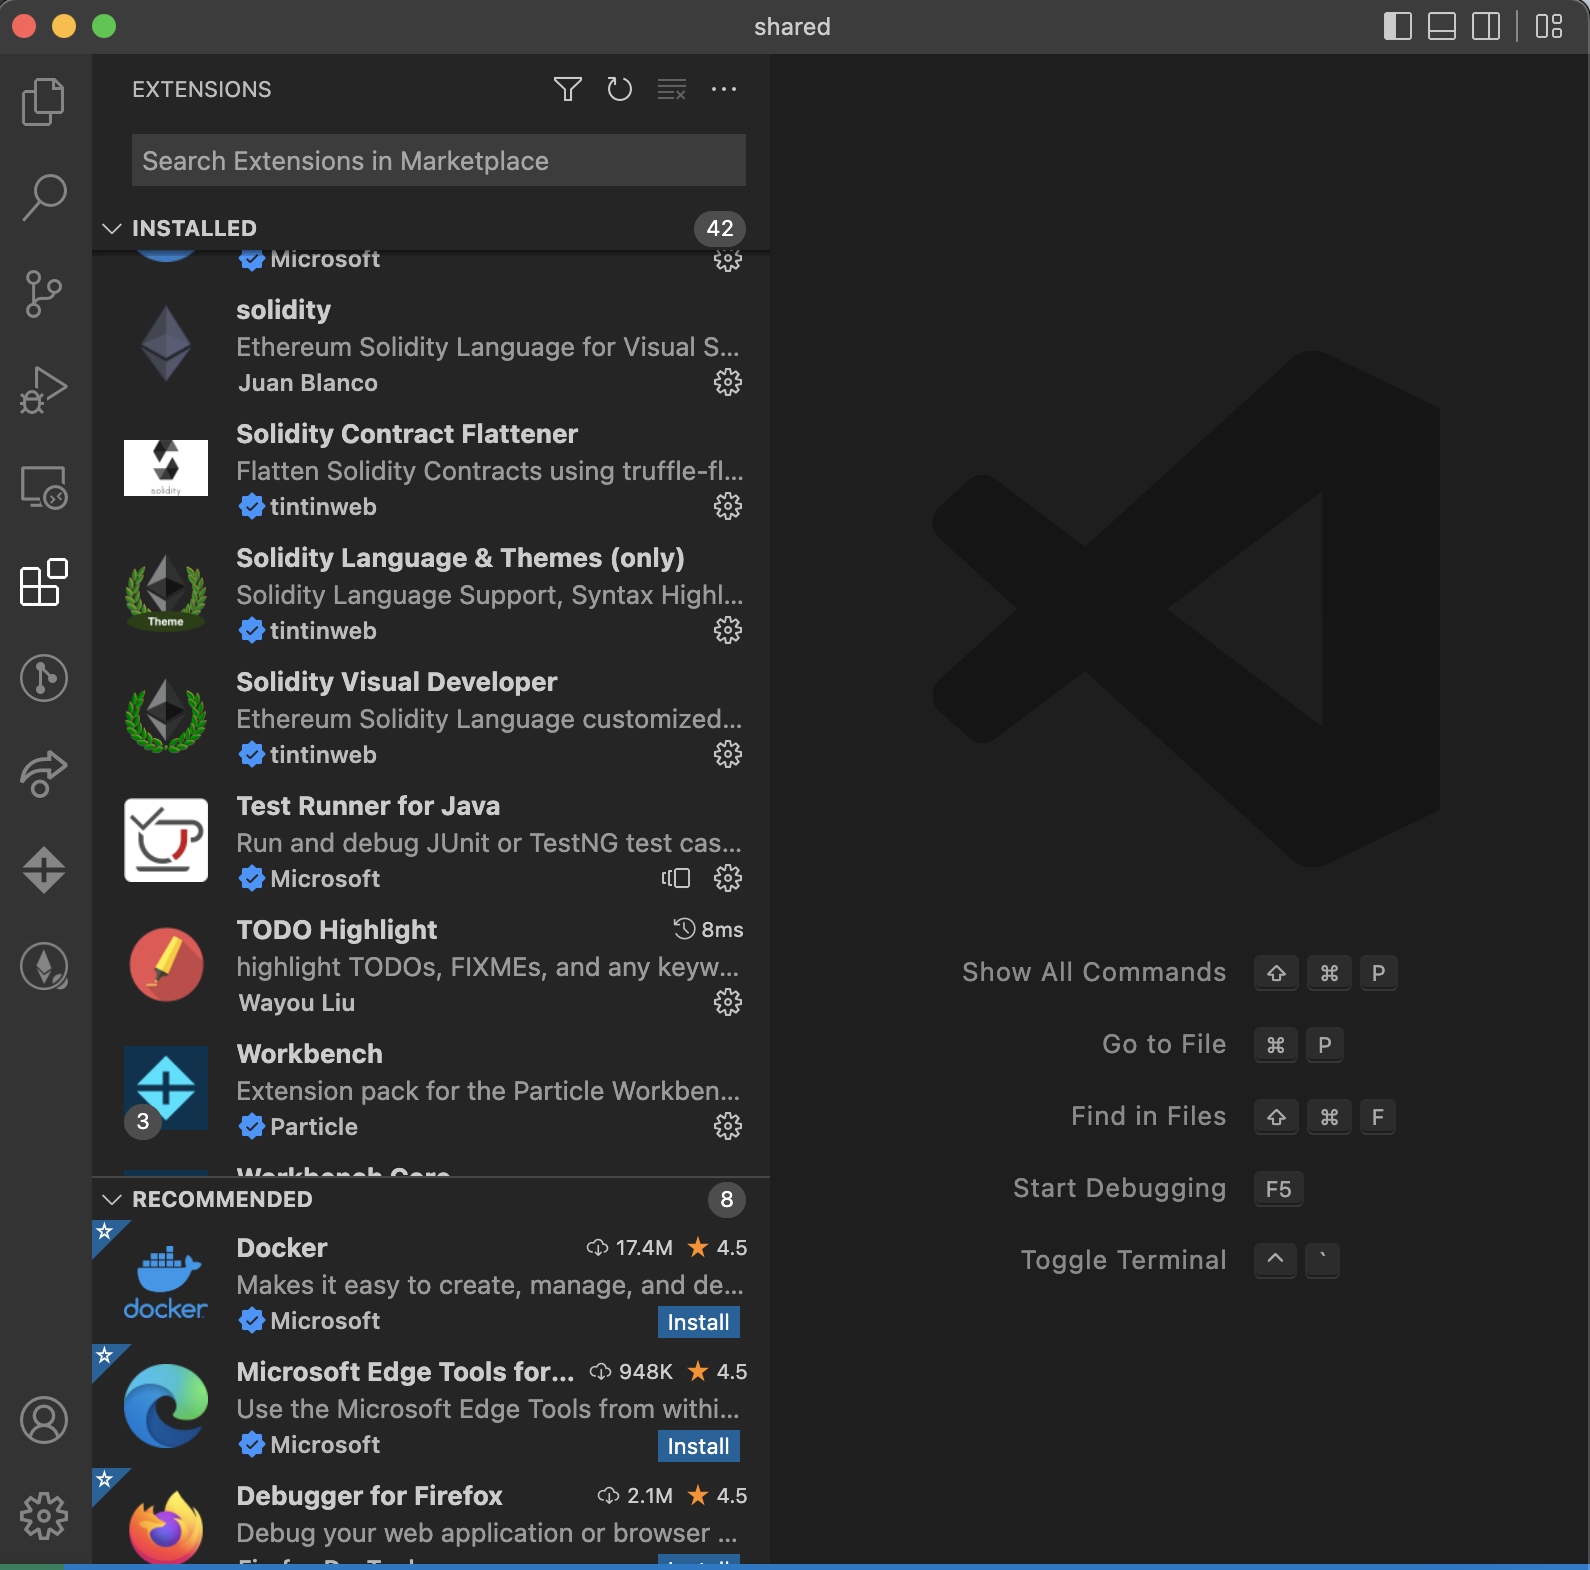 shared
EXTENSIONS
Search Extensions in Marketplace
INSTALLED 42
Microsoft
solidity
Ethereum Solidity Language for Visual S...
Juan Blanco
solidity
Solidity Contract Flattener
Flatten Solidity Contracts using truffle-fl...
tintinweb
Theme
Solidity Language & Themes (only)
Solidity Language Support, Syntax Highl...
tintinweb
Solidity Visual Developer
Ethereum Solidity Language customized...
tintinweb
Test Runner for Java
Run and debug JUnit or TestNG test cas...
Microsoft
TODO Highlight 8ms
highlight TODOs, FIXMEs, and any keyw...
Wayou Liu
Workbench
Extension pack for the Particle Workben...
3 Particle
Workbench Core
RECOMMENDED 8
Docker 17.4M ★ 4.5
Makes it easy to create, manage, and de...
docker
Microsoft Install
Microsoft Edge Tools for... 948K ★ 4.5
Use the Microsoft Edge Tools from withi...
Microsoft Install
Debugger for Firefox 2.1M ★ 4.5
Debug your web application or browser ...
Show All Commands ⇧ ⌘ P
Go to File ⌘ P
Find in Files ⇧ ⌘ F
Start Debugging F5
Toggle Terminal ^ `